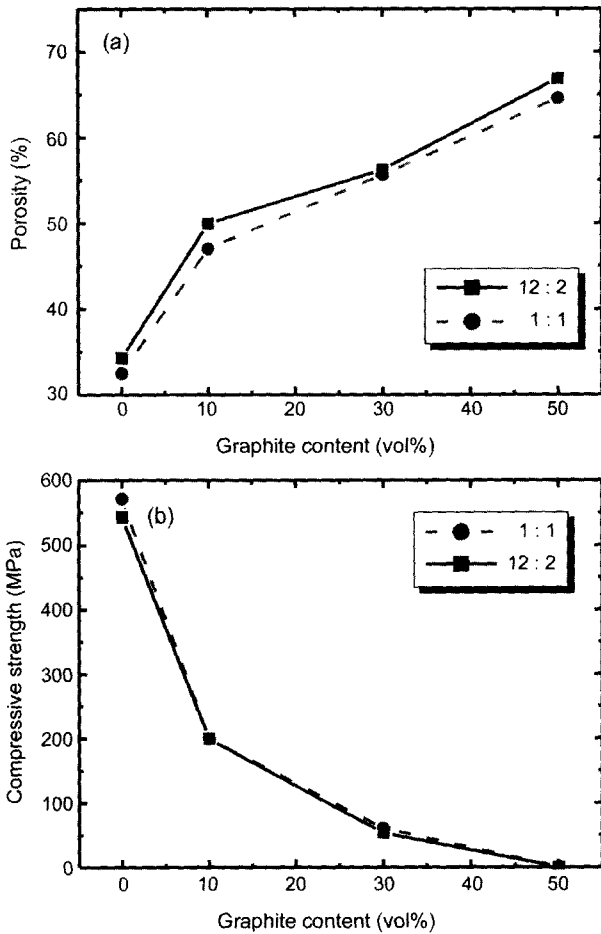 (a)
70
60
50
40
30
Porosity (%)
12 : 2
1 : 1
0 10 20 30 40 50
Graphite content (vol%)
600
500
400
300
200
100
0
Compressive strength (MPa)
(b)
1 : 1
12 : 2
0 10 20 30 40 50
Graphite content (vol%)